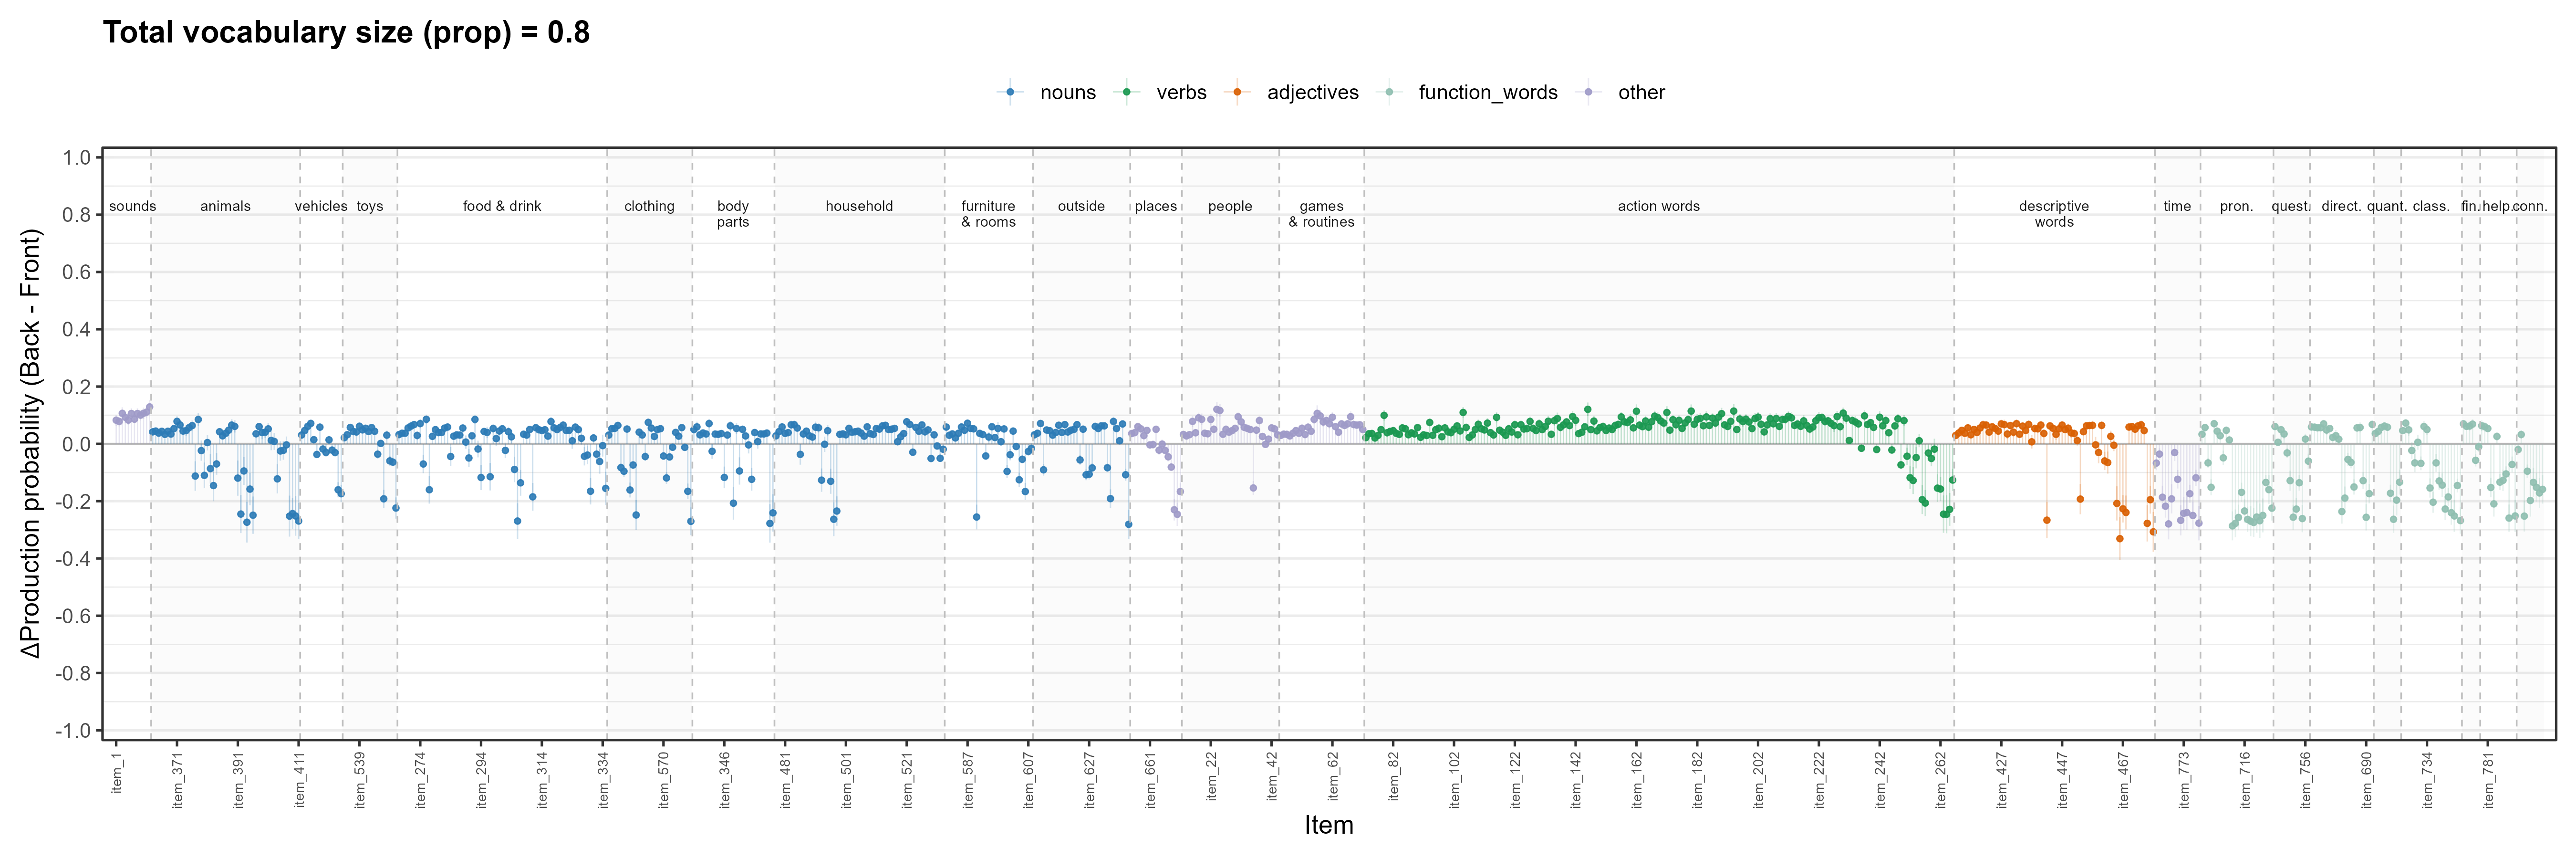 Total vocabulary size (prop) = 0.8
nouns verbs adjectives function_words other
1.0
0.8
0.6
0.4
0.2
0.0
-0.2
-0.4
-0.6
-0.8
-1.0
ΔProduction probability (Back - Front)
sounds animals vehicles toys food & drink clothing body parts household furniture & rooms outside places people games & routines action words descriptive words time pron. quest. direct. quant. class. fin. help. conn.
item_1 item_371 item_391 item_411 item_539 item_274 item_294 item_314 item_334 item_570 item_346 item_481 item_501 item_521 item_587 item_607 item_627 item_661 item_22 item_42 item_62 item_82 item_102 item_122 item_142 item_162 item_182 item_202 item_222 item_242 item_262 item_427 item_447 item_467 item_773 item_716 item_756 item_690 item_734 item_781
Item